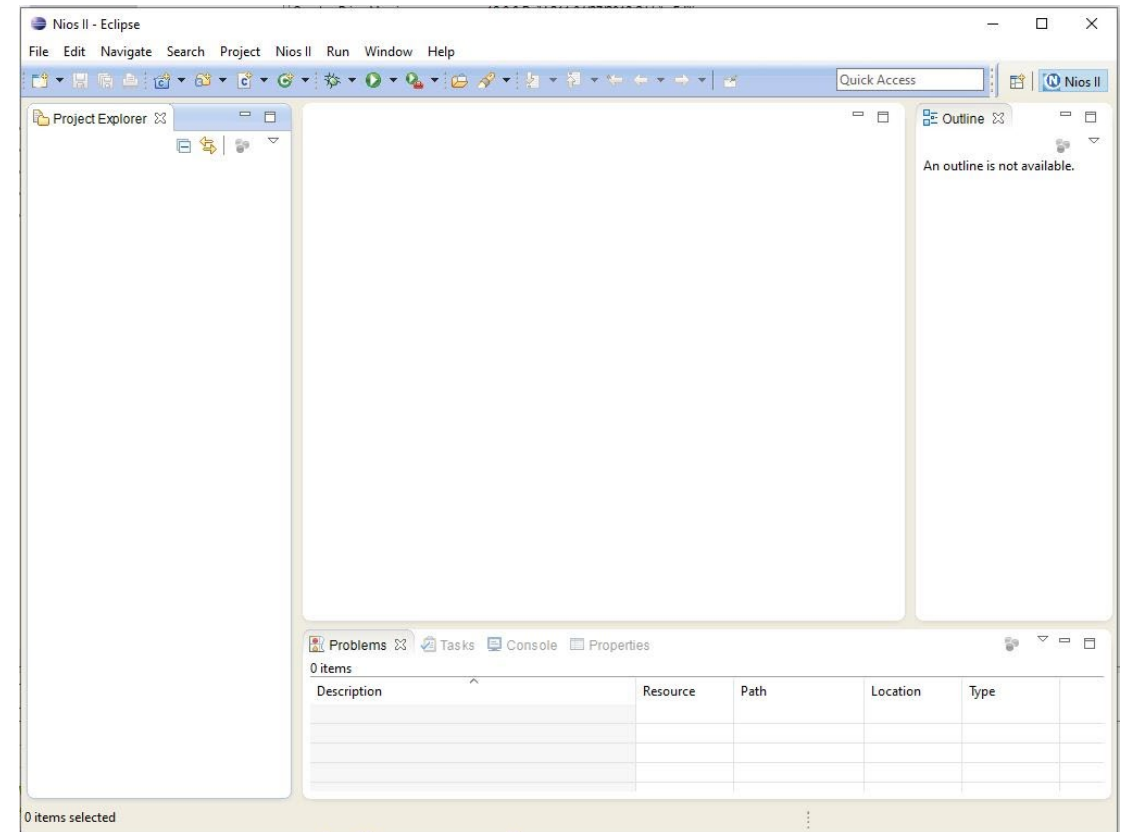 Nios II - Eclipse
File Edit Navigate Search Project Nios II Run Window Help
Quick Access
Nios II
Project Explorer
Outline
An outline is not available.
Problems Tasks Console Properties
0 items
Description Resource Path Location Type
0 items selected